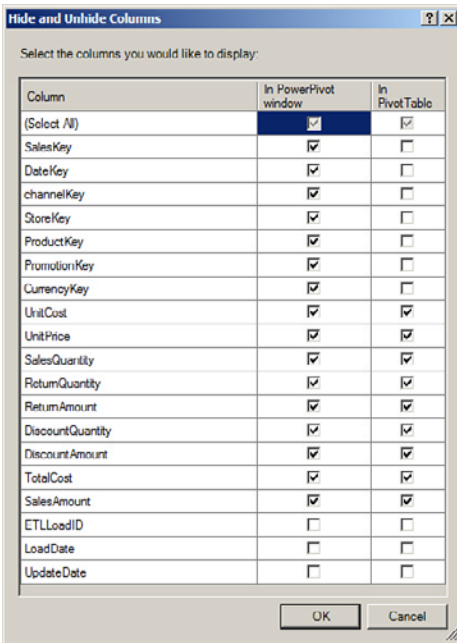 Hide and Unhide Columns
Select the columns you would like to display:
Column
In PowerPivot
window
In
PivotTable
(Select All)
SalesKey
DateKey
channelKey
StoreKey
ProductKey
PromotionKey
CurrencyKey
UnitCost
UnitPrice
SalesQuantity
ReturnQuantity
ReturnAmount
DiscountQuantity
DiscountAmount
TotalCost
SalesAmount
ETLLoadID
LoadDate
UpdateDate
OK
Cancel